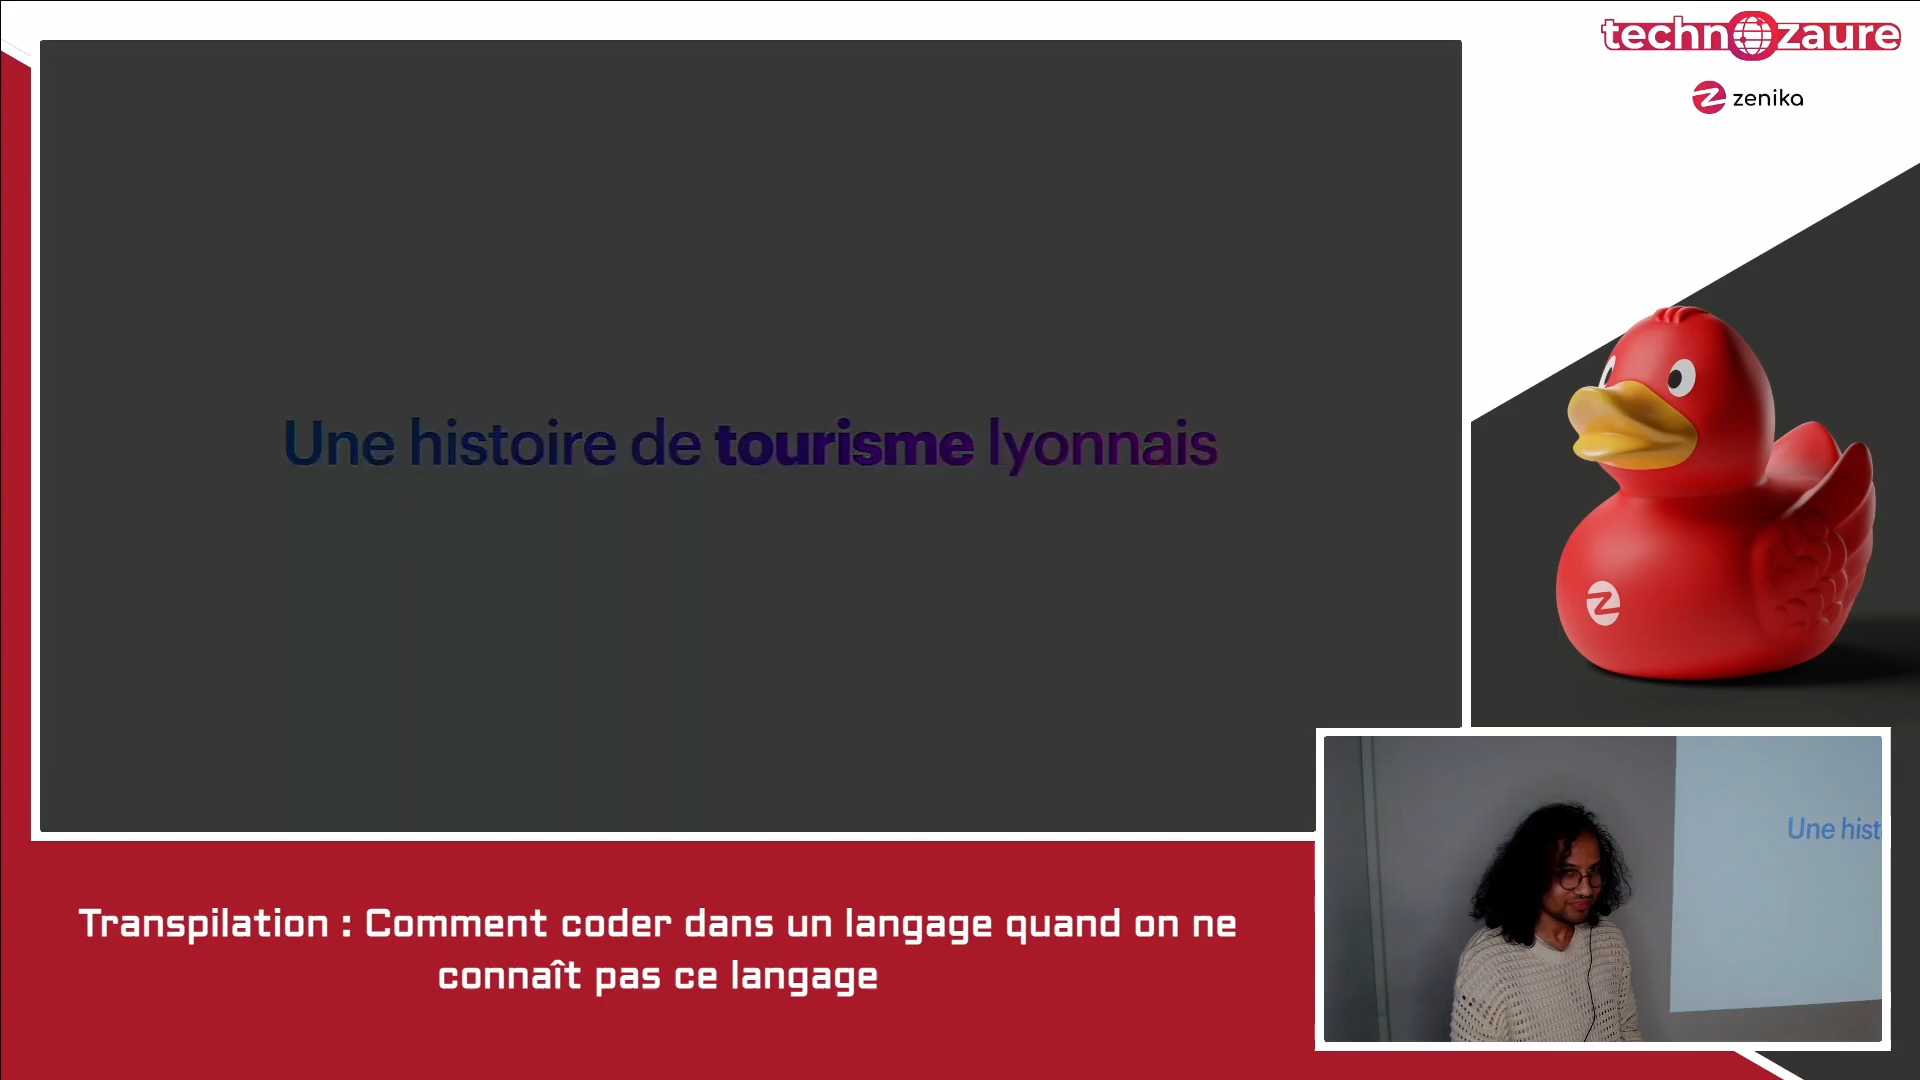 technozaure
zenika
Une histoire de tourisme lyonnais
Une hist
Transpilation : Comment coder dans un langage quand on ne
connaît pas ce langage